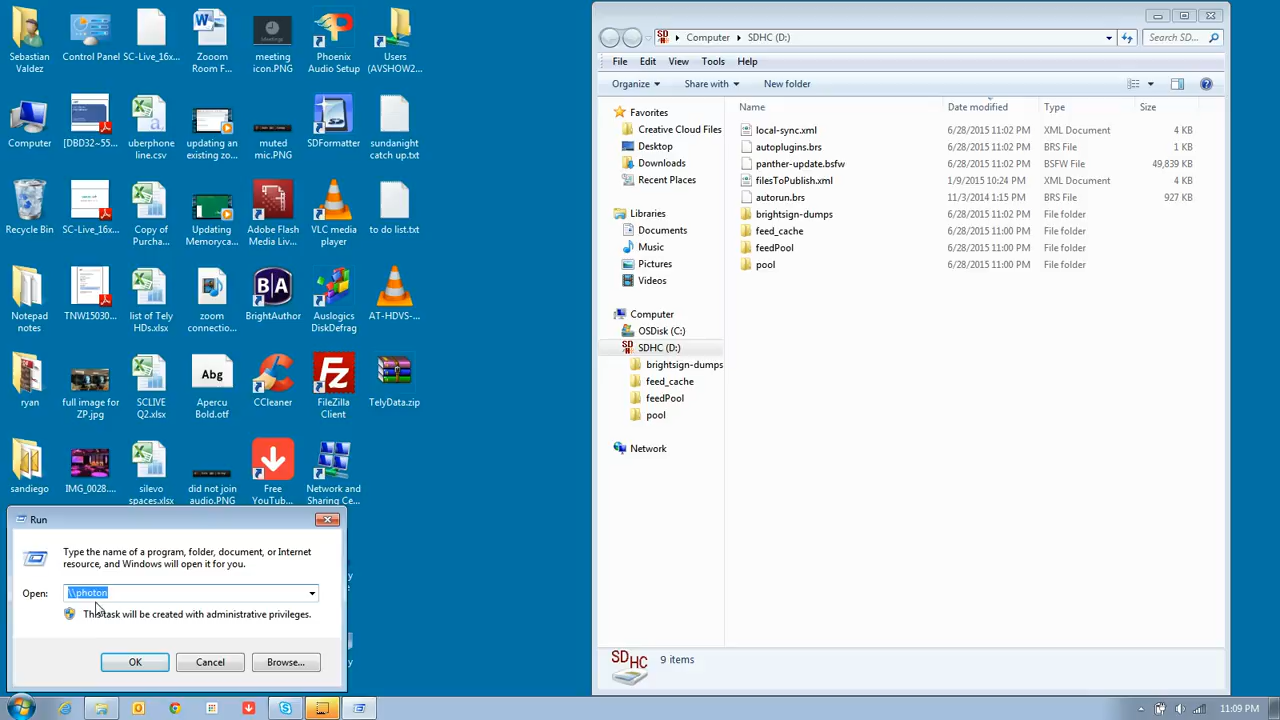 Sebastian
Valdez
Control Panel
SC-Live_16x...
Zooom
Room F...
meeting
icon.PNG
Phoenix
Audio Setup
Users
(AVSHOW2...
Computer
[DBD32~55...
uberphone
line.csv
updating an
existing zo...
muted
mic.PNG
SDFormatter
sundanight
catch up.txt
Recycle Bin
SC-Live_16x...
Copy of
Purcha...
Updating
Memoryca...
Adobe Flash
Media Liv...
VLC media
player
to do list.txt
Notepad
notes
TNW15030...
list of Tely
HDs.xlsx
zoom
connectio...
BA
BrightAuthor
Auslogics
DiskDefrag
AT-HDVS-...
ryan
full image for
ZP.jpg
SCLIVE
Q2.xlsx
Abg
Apercu
Bold.otf
CCleaner
FileZilla
Client
TelyData.zip
sandiego
IMG_0028....
silevo
spaces.xlsx
did not join
audio.PNG
Free
YouTub...
Network and
Sharing Ce...
Run
Type the name of a program, folder, document, or Internet
resource, and Windows will open it for you.
Open:
\\photon
This task will be created with administrative privileges.
OK
Cancel
Browse...
Computer
SDHC (D:)
Search SD...
File
Edit
View
Tools
Help
Organize
Share with
New folder
Favorites
Creative Cloud Files
Desktop
Downloads
Recent Places
Libraries
Documents
Music
Pictures
Videos
Computer
OSDisk (C:)
SDHC (D:)
brightsign-dumps
feed_cache
feedPool
pool
Network
Name Date modified Type Size
local-sync.xml 6/28/2015 11:02 PM XML Document 4 KB
autoplugins.brs 6/28/2015 11:02 PM BRS File 1 KB
panther-update.bsfw 6/28/2015 11:02 PM BSFW File 49,839 KB
filesToPublish.xml 1/9/2015 10:24 PM XML Document 4 KB
autorun.brs 11/3/2014 1:15 PM BRS File 927 KB
brightsign-dumps 6/28/2015 11:02 PM File folder
feed_cache 6/28/2015 11:00 PM File folder
feedPool 6/28/2015 11:00 PM File folder
pool 6/28/2015 11:00 PM File folder
SD
HC
9 items
11:09 PM